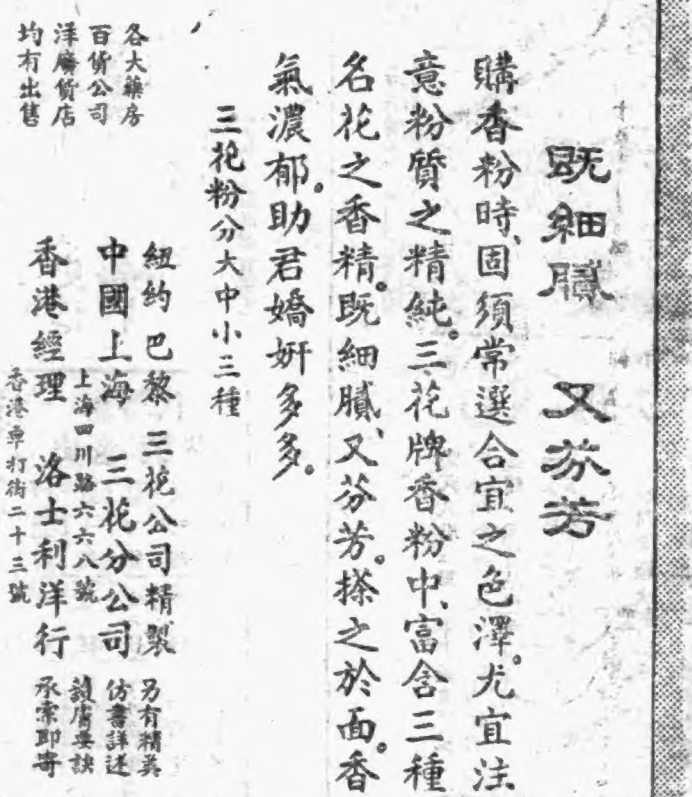 既細膩 又芬芳
購香粉時、固須常選合宜之色澤。尤宜注
意粉質之精純。三花牌香粉中、富含三種
名花之香精。既細膩、又芬芳。搽之於面。香
氣濃郁。助君嬌妍多多。
三花粉分大中小三種
各大藥房
百貨公司
洋廣貨店
均有出售
紐約巴黎 三花公司精製
中國上海 三花分公司
上海四川路六六八號
香港經理 洛士利洋行
香港車打街二十三號
另有精美
仿書詳述
護膚要訣
承索即寄